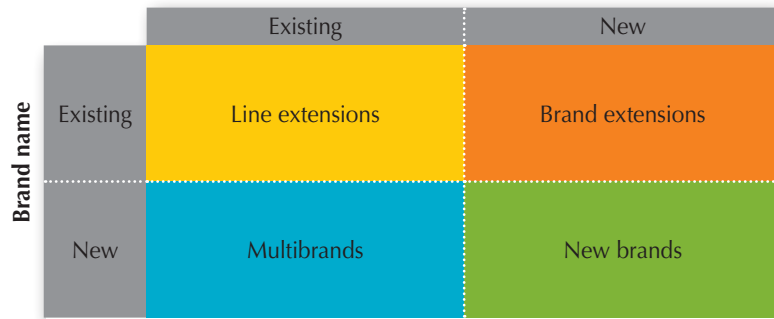 Existing New
Brand name
Existing Line extensions Brand extensions
New Multibrands New brands